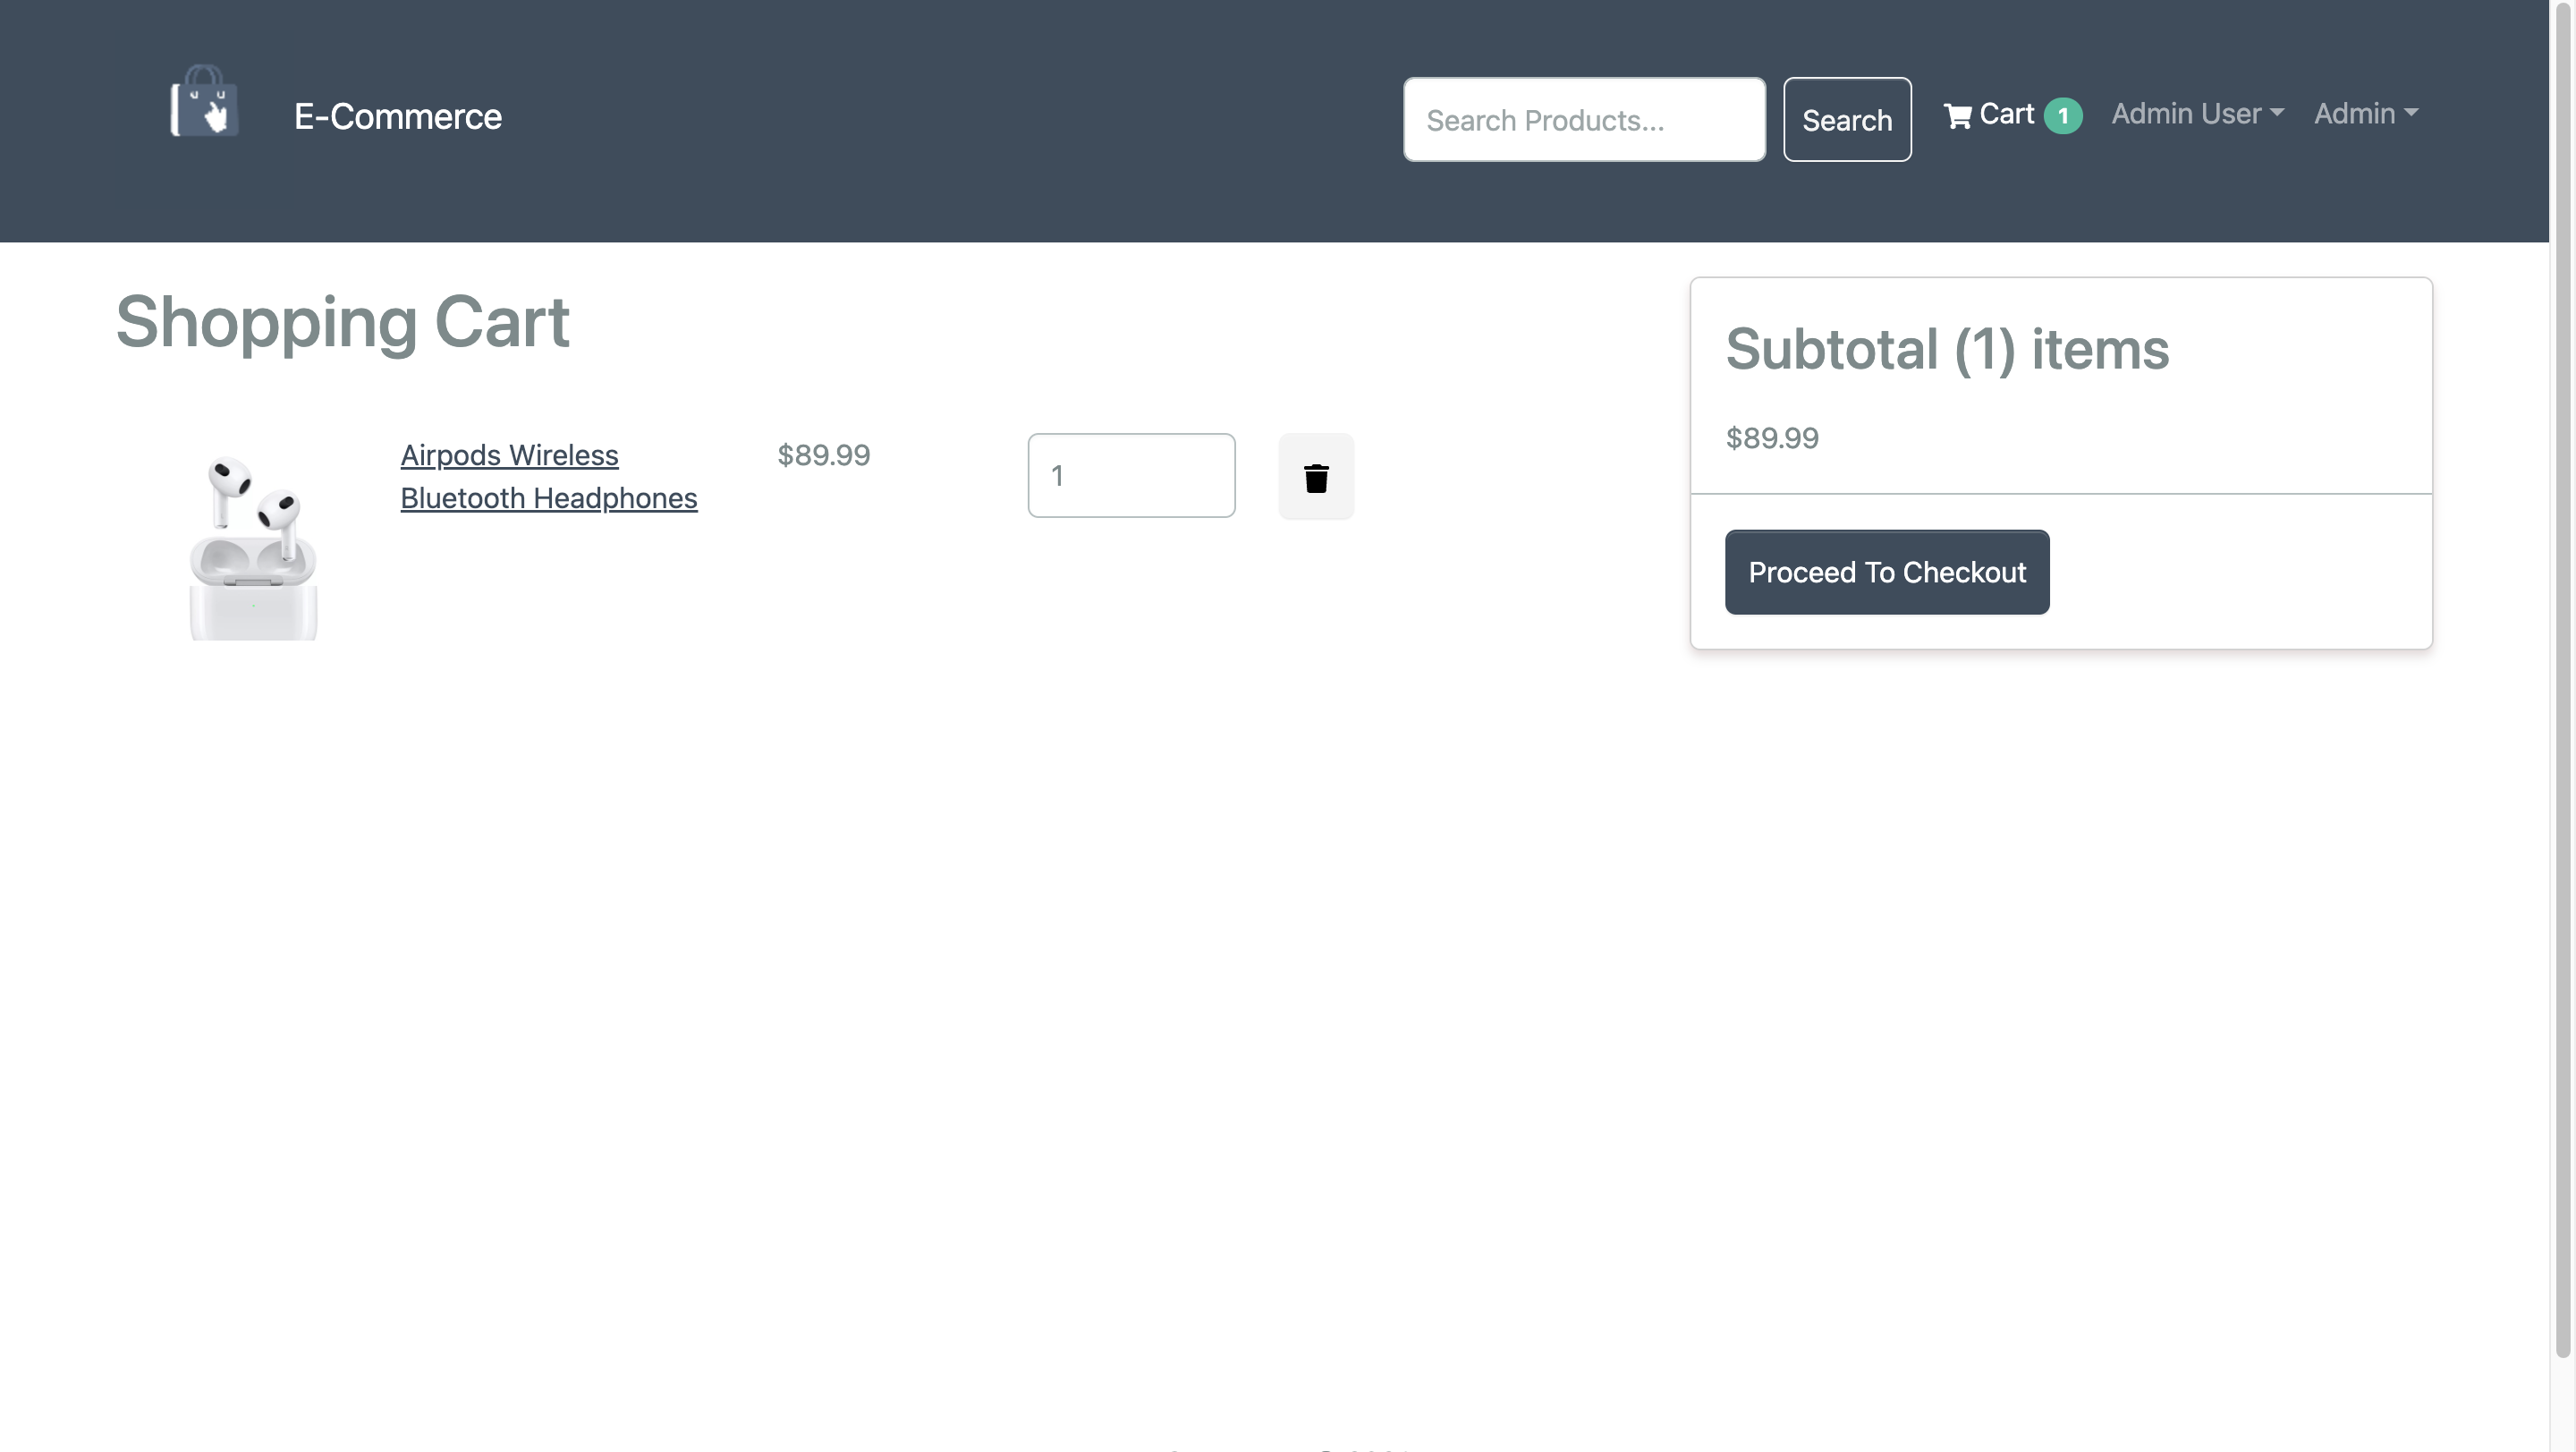 E-Commerce
Search Products...
Search
Cart 1
Admin User
Admin
Shopping Cart
Airpods Wireless
Bluetooth Headphones
$89.99
1
Subtotal (1) items
$89.99
Proceed To Checkout